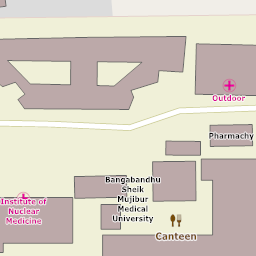 Outdoor
Pharmachy
Bangabandhu
Sheik
Mujibur
Medical
University
Institute of
Nuclear
Medicine
Canteen